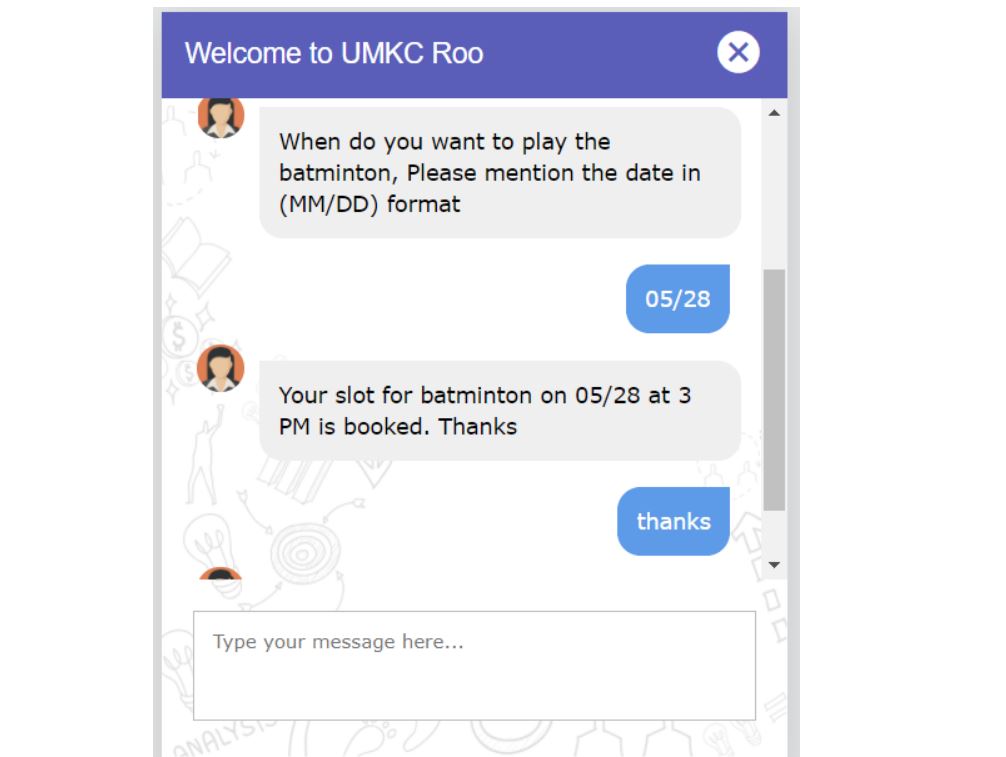 Welcome to UMKC Roo
When do you want to play the
batminton, Please mention the date in
(MM/DD) format
05/28
Your slot for batminton on 05/28 at 3
PM is booked. Thanks
thanks
Type your message here...
ANALYSIS